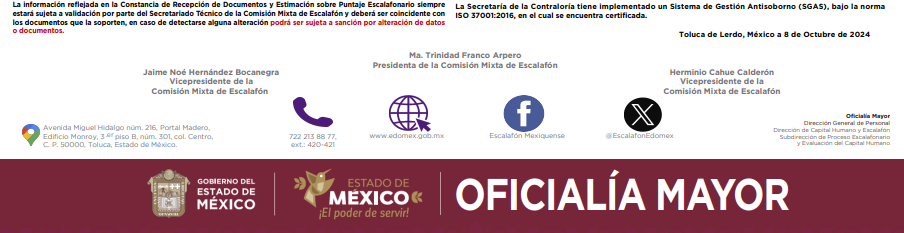 La información reflejada en la Constancia de Recepción de Documentos y Estimación sobre Puntaje Escalafonario siempre
estará sujeta a validación por parte del Secretariado Técnico de la Comisión Mixta de Escalafón y deberá ser coincidente con
los documentos que la soporten, en caso de detectarse alguna alteración podrá ser sujeta a sanción por alteración de datos
o documentos.
La Secretaría de la Contraloría tiene implementado un Sistema de Gestión Antisoborno (SGAS), bajo la norma
ISO 37001:2016, en el cual se encuentra certificada.
Toluca de Lerdo, México a 8 de Octubre de 2024
Ma. Trinidad Franco Arpero
Presidenta de la Comisión Mixta de Escalafón
Jaime Noé Hernández Bocanegra
Vicepresidente de la
Comisión Mixta de Escalafón
Herminio Cahue Calderón
Vicepresidente de la
Comisión Mixta de Escalafón
Avenida Miguel Hidalgo núm. 216, Portal Madero,
Edificio Monroy, 3.er piso B, núm. 301, col. Centro,
C. P. 50000, Toluca, Estado de México.
722 213 88 77,
ext.: 420-421
www.edomex.gob.mx
Escalafón Mexiquense
@EscalafonEdomex
Oficialía Mayor
Dirección General de Personal
Dirección de Capital Humano y Escalafón
Subdirección de Proceso Escalafonario
y Evaluación del Capital Humano
GOBIERNO DEL
ESTADO DE
MÉXICO
ESTADO DE
MÉXICO
¡El poder de servir!
OFICIALÍA MAYOR